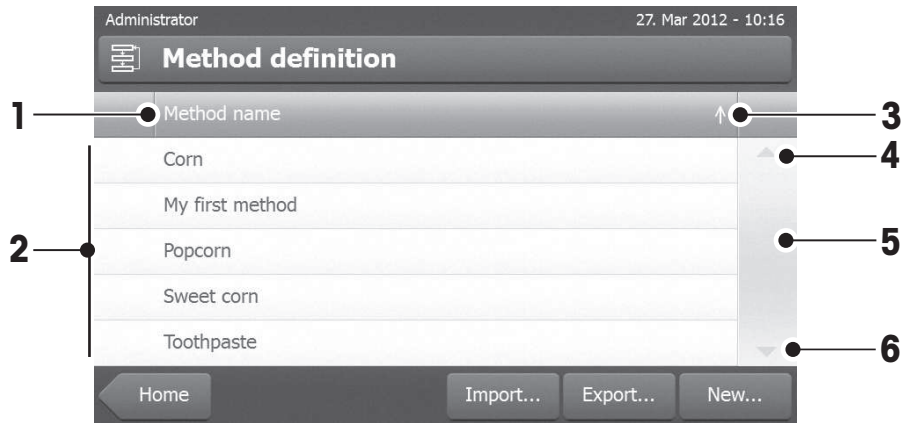 Administrator 27. Mar 2012 - 10:16
Method definition
1 Method name 3
Corn 4
My first method
2 Popcorn 5
Sweet corn
Toothpaste 6
Home Import... Export... New...